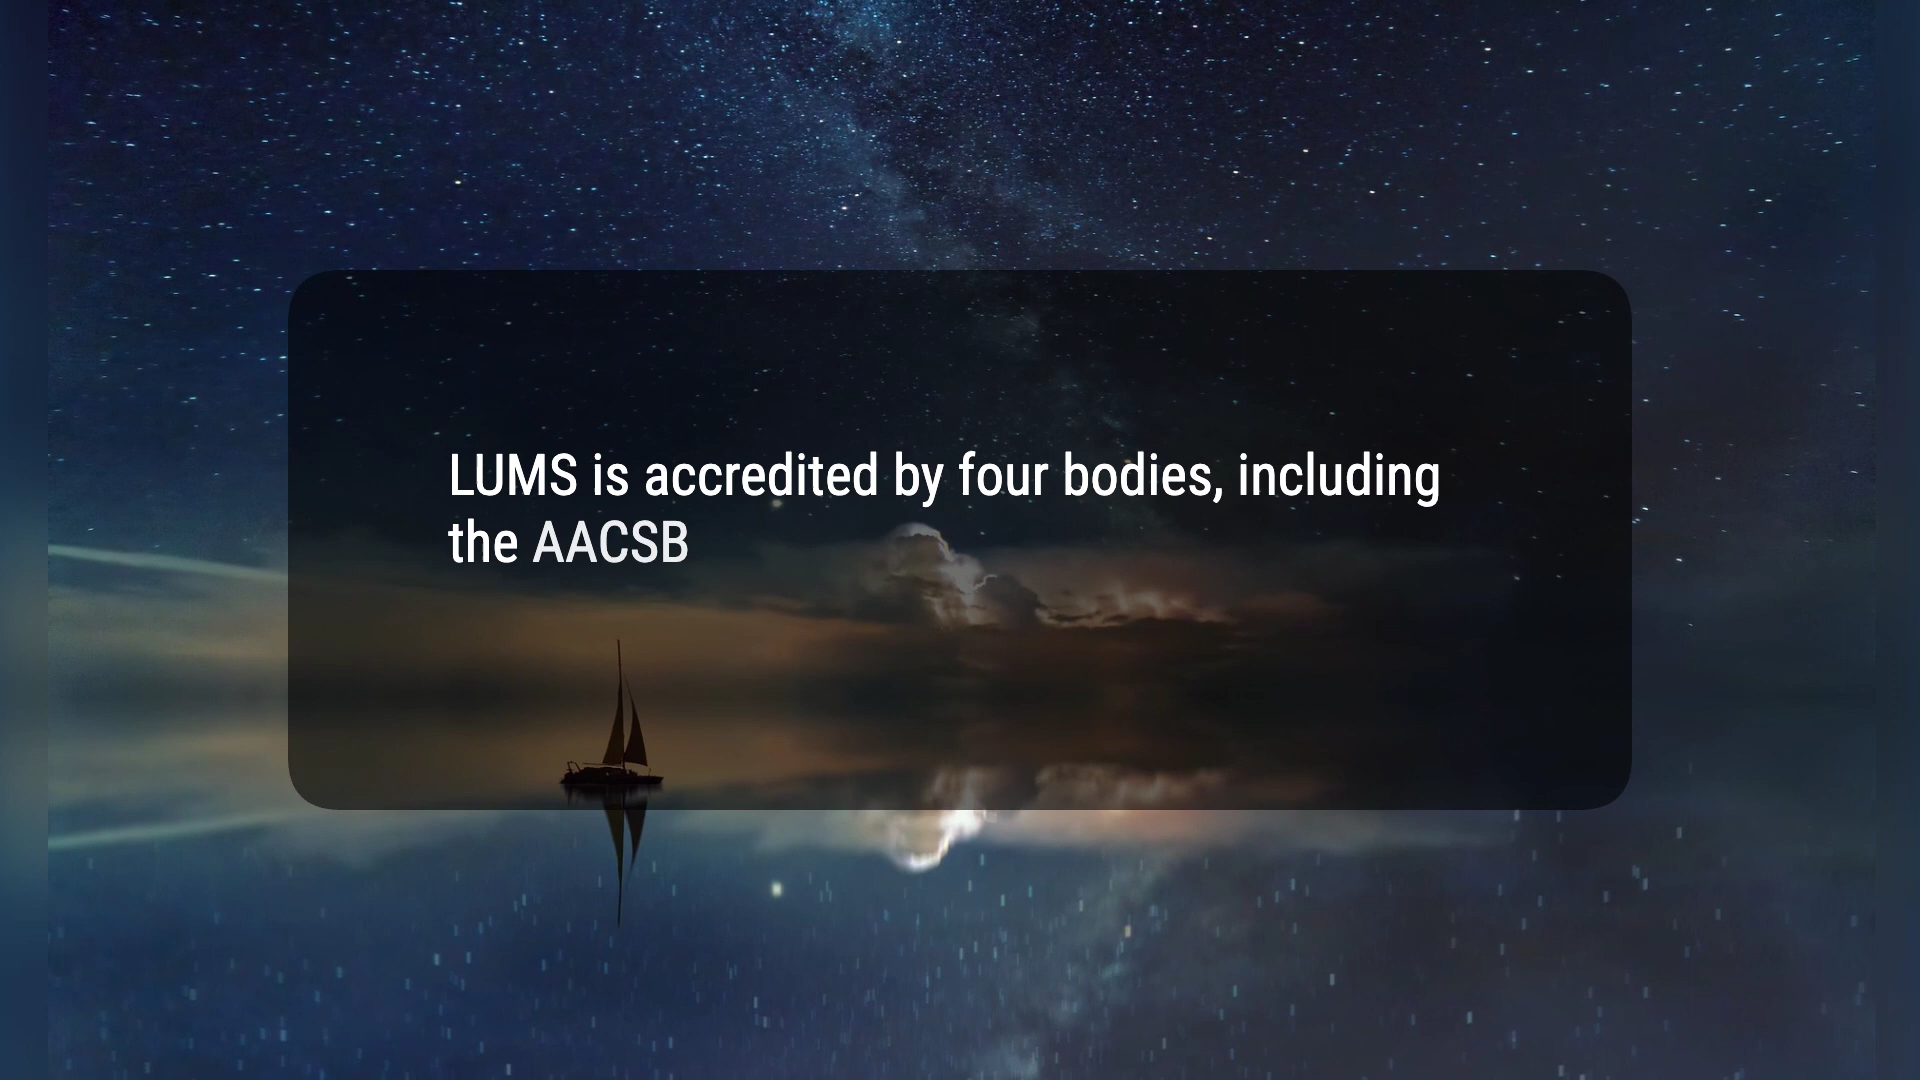 LUMS is accredited by four bodies, including
the AACSB